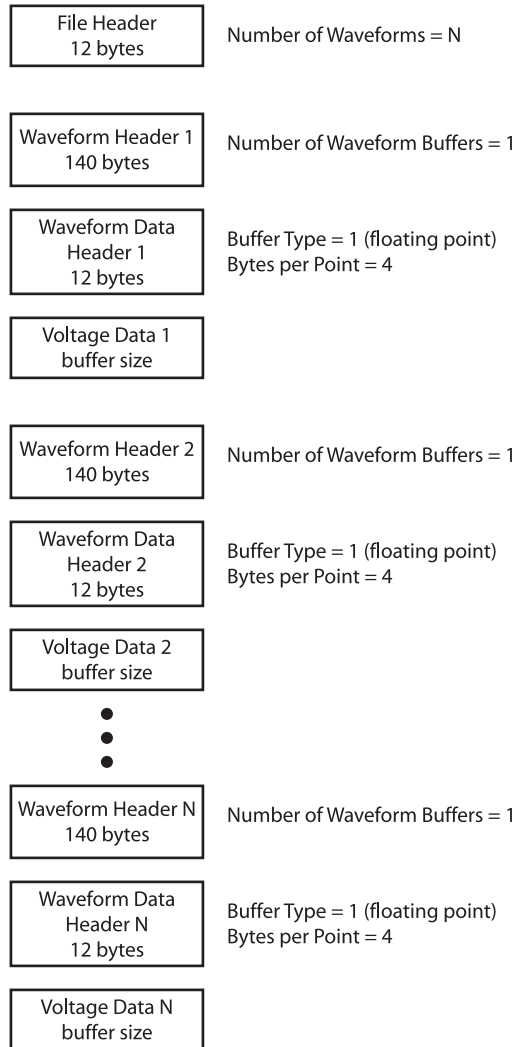 File Header
12 bytes
Number of Waveforms = N
Waveform Header 1
140 bytes
Number of Waveform Buffers = 1
Waveform Data
Header 1
12 bytes
Buffer Type = 1 (floating point)
Bytes per Point = 4
Voltage Data 1
buffer size
Waveform Header 2
140 bytes
Number of Waveform Buffers = 1
Waveform Data
Header 2
12 bytes
Buffer Type = 1 (floating point)
Bytes per Point = 4
Voltage Data 2
buffer size
Waveform Header N
140 bytes
Number of Waveform Buffers = 1
Waveform Data
Header N
12 bytes
Buffer Type = 1 (floating point)
Bytes per Point = 4
Voltage Data N
buffer size